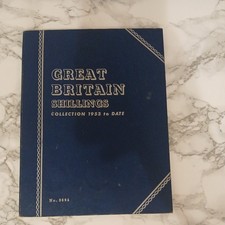 GREAT
BRITAIN
SHILLINGS
COLLECTION 1953 to DATE